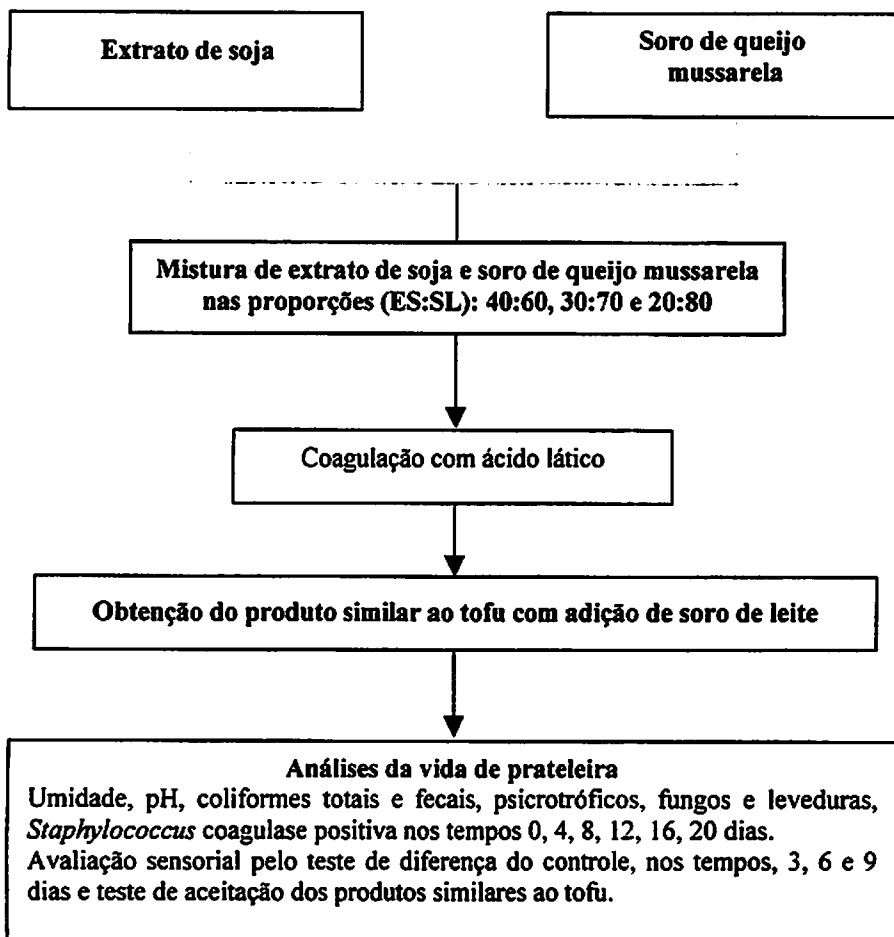 Extrato de soja
Soro de queijo
mussarela
Mistura de extrato de soja e soro de queijo mussarela
nas proporções (ES:SL): 40:60, 30:70 e 20:80
Coagulação com ácido lático
Obtenção do produto similar ao tofu com adição de soro de leite
Análises da vida de prateleira
Umidade, pH, coliformes totais e fecais, psicrotróficos, fungos e leveduras,
Staphylococcus coagulase positiva nos tempos 0, 4, 8, 12, 16, 20 dias.
Avaliação sensorial pelo teste de diferença do controle, nos tempos, 3, 6 e 9
dias e teste de aceitação dos produtos similares ao tofu.